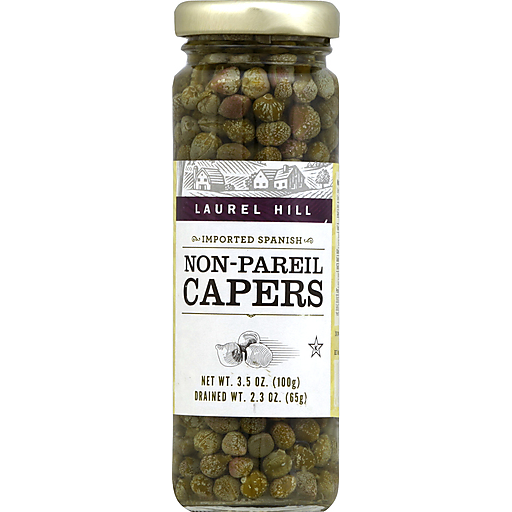 LAUREL HILL
IMPORTED SPANISH
NON-PAREIL
CAPERS
NET WT. 3.5 OZ. (100g)
DRAINED WT. 2.3 OZ. (65g)